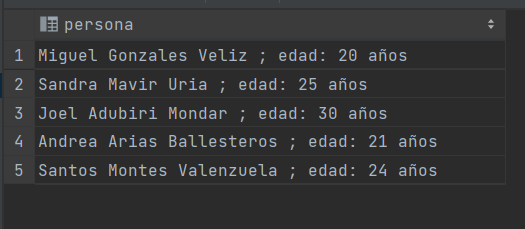 persona
1 Miguel Gonzales Veliz ; edad: 20 años
2 Sandra Mavir Uria ; edad: 25 años
3 Joel Adubiri Mondar ; edad: 30 años
4 Andrea Arias Ballesteros ; edad: 21 años
5 Santos Montes Valenzuela ; edad: 24 años